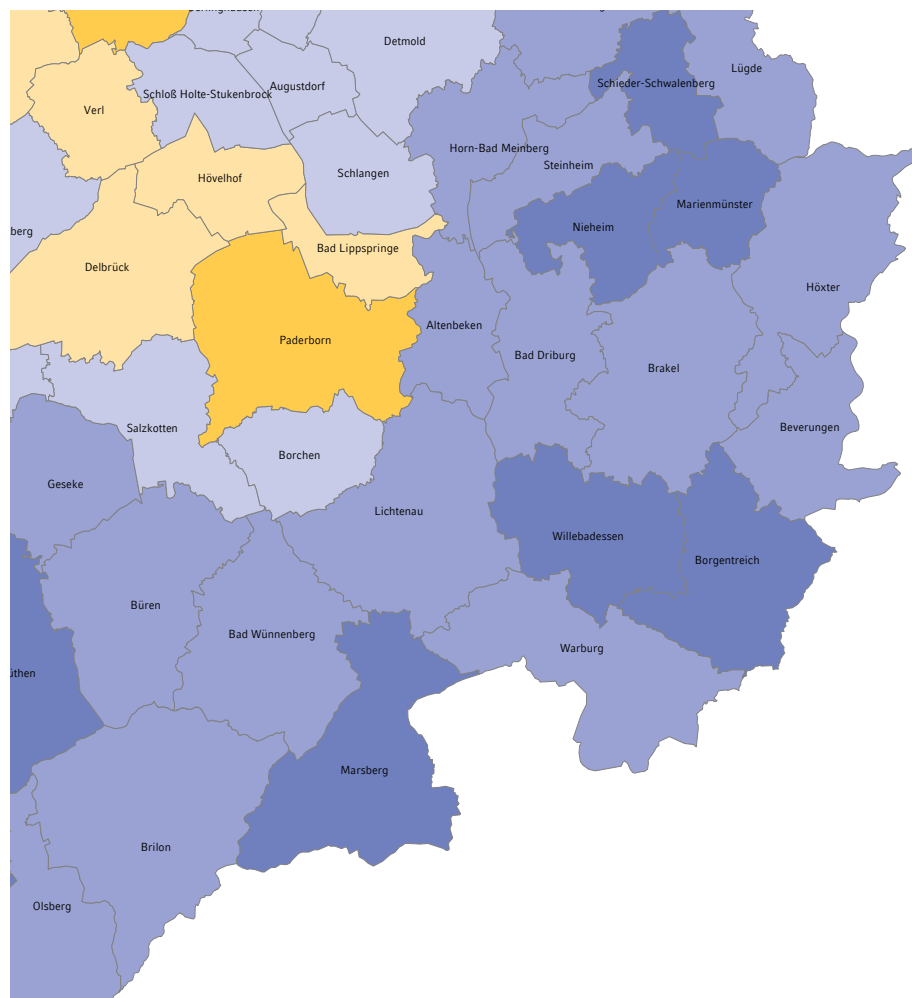 Detmold
Lügde
Schieder-Schwalenberg
Augustdorf
Schloß Holte-Stukenbrock
Verl
Horn-Bad Meinberg
Steinheim
Schlangen
Hövelhof
Marienmünster
Nieheim
berg
Bad Lippspringe
Delbrück
Höxter
Altenbeken
Paderborn
Bad Driburg
Brakel
Salzkotten
Beverungen
Borchen
Geseke
Lichtenau
Willebadessen
Borgentreich
Büren
Bad Wünnenberg
Warburg
üthen
Marsberg
Brilon
Olsberg